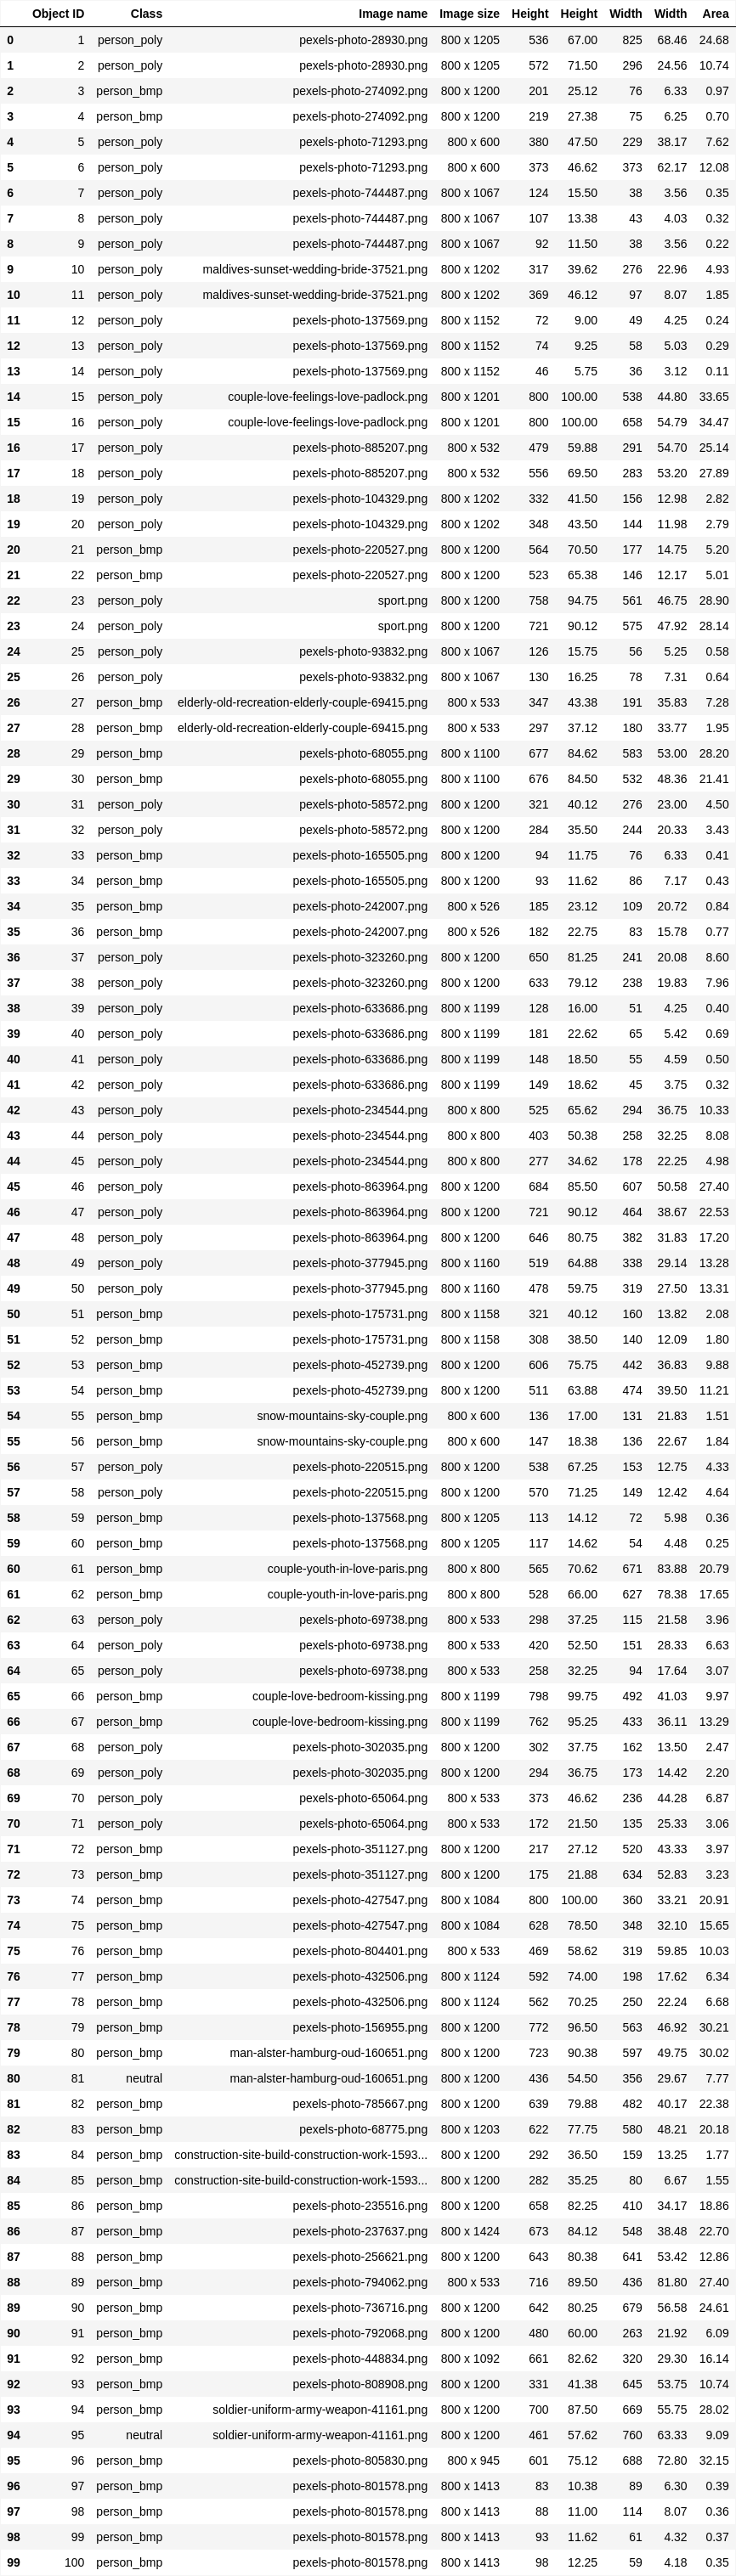 Object ID Class Image name Image size Height Height Width Width Area
0 1 person_poly pexels-photo-28930.png 800 x 1205 536 67.00 825 68.46 24.68
1 2 person_poly pexels-photo-28930.png 800 x 1205 572 71.50 296 24.56 10.74
2 3 person_bmp pexels-photo-274092.png 800 x 1200 201 25.12 76 6.33 0.97
3 4 person_bmp pexels-photo-274092.png 800 x 1200 219 27.38 75 6.25 0.70
4 5 person_poly pexels-photo-71293.png 800 x 600 380 47.50 229 38.17 7.62
5 6 person_poly pexels-photo-71293.png 800 x 600 373 46.62 373 62.17 12.08
6 7 person_poly pexels-photo-744487.png 800 x 1067 124 15.50 38 3.56 0.35
7 8 person_poly pexels-photo-744487.png 800 x 1067 107 13.38 43 4.03 0.32
8 9 person_poly pexels-photo-744487.png 800 x 1067 92 11.50 38 3.56 0.22
9 10 person_poly maldives-sunset-wedding-bride-37521.png 800 x 1202 317 39.62 276 22.96 4.93
10 11 person_poly maldives-sunset-wedding-bride-37521.png 800 x 1202 369 46.12 97 8.07 1.85
11 12 person_poly pexels-photo-137569.png 800 x 1152 72 9.00 49 4.25 0.24
12 13 person_poly pexels-photo-137569.png 800 x 1152 74 9.25 58 5.03 0.29
13 14 person_poly pexels-photo-137569.png 800 x 1152 46 5.75 36 3.12 0.11
14 15 person_poly couple-love-feelings-love-padlock.png 800 x 1201 800 100.00 538 44.80 33.65
15 16 person_poly couple-love-feelings-love-padlock.png 800 x 1201 800 100.00 658 54.79 34.47
16 17 person_poly pexels-photo-885207.png 800 x 532 479 59.88 291 54.70 25.14
17 18 person_poly pexels-photo-885207.png 800 x 532 556 69.50 283 53.20 27.89
18 19 person_poly pexels-photo-104329.png 800 x 1202 332 41.50 156 12.98 2.82
19 20 person_poly pexels-photo-104329.png 800 x 1202 348 43.50 144 11.98 2.79
20 21 person_bmp pexels-photo-220527.png 800 x 1200 564 70.50 177 14.75 5.20
21 22 person_bmp pexels-photo-220527.png 800 x 1200 523 65.38 146 12.17 5.01
22 23 person_poly sport.png 800 x 1200 758 94.75 561 46.75 28.90
23 24 person_poly sport.png 800 x 1200 721 90.12 575 47.92 28.14
24 25 person_poly pexels-photo-93832.png 800 x 1067 126 15.75 56 5.25 0.58
25 26 person_poly pexels-photo-93832.png 800 x 1067 130 16.25 78 7.31 0.64
26 27 person_bmp elderly-old-recreation-elderly-couple-69415.png 800 x 533 347 43.38 191 35.83 7.28
27 28 person_bmp elderly-old-recreation-elderly-couple-69415.png 800 x 533 297 37.12 180 33.77 1.95
28 29 person_bmp pexels-photo-68055.png 800 x 1100 677 84.62 583 53.00 28.20
29 30 person_bmp pexels-photo-68055.png 800 x 1100 676 84.50 532 48.36 21.41
30 31 person_poly pexels-photo-58572.png 800 x 1200 321 40.12 276 23.00 4.50
31 32 person_poly pexels-photo-58572.png 800 x 1200 284 35.50 244 20.33 3.43
32 33 person_bmp pexels-photo-165505.png 800 x 1200 94 11.75 76 6.33 0.41
33 34 person_bmp pexels-photo-165505.png 800 x 1200 93 11.62 86 7.17 0.43
34 35 person_bmp pexels-photo-242007.png 800 x 526 185 23.12 109 20.72 0.84
35 36 person_bmp pexels-photo-242007.png 800 x 526 182 22.75 83 15.78 0.77
36 37 person_poly pexels-photo-323260.png 800 x 1200 650 81.25 241 20.08 8.60
37 38 person_poly pexels-photo-323260.png 800 x 1200 633 79.12 238 19.83 7.96
38 39 person_poly pexels-photo-633686.png 800 x 1199 128 16.00 51 4.25 0.40
39 40 person_poly pexels-photo-633686.png 800 x 1199 181 22.62 65 5.42 0.69
40 41 person_poly pexels-photo-633686.png 800 x 1199 148 18.50 55 4.59 0.50
41 42 person_poly pexels-photo-633686.png 800 x 1199 149 18.62 45 3.75 0.32
42 43 person_poly pexels-photo-234544.png 800 x 800 525 65.62 294 36.75 10.33
43 44 person_poly pexels-photo-234544.png 800 x 800 403 50.38 258 32.25 8.08
44 45 person_poly pexels-photo-234544.png 800 x 800 277 34.62 178 22.25 4.98
45 46 person_poly pexels-photo-863964.png 800 x 1200 684 85.50 607 50.58 27.40
46 47 person_poly pexels-photo-863964.png 800 x 1200 721 90.12 464 38.67 22.53
47 48 person_poly pexels-photo-863964.png 800 x 1200 646 80.75 382 31.83 17.20
48 49 person_poly pexels-photo-377945.png 800 x 1160 519 64.88 338 29.14 13.28
49 50 person_poly pexels-photo-377945.png 800 x 1160 478 59.75 319 27.50 13.31
50 51 person_bmp pexels-photo-175731.png 800 x 1158 321 40.12 160 13.82 2.08
51 52 person_bmp pexels-photo-175731.png 800 x 1158 308 38.50 140 12.09 1.80
52 53 person_bmp pexels-photo-452739.png 800 x 1200 606 75.75 442 36.83 9.88
53 54 person_bmp pexels-photo-452739.png 800 x 1200 511 63.88 474 39.50 11.21
54 55 person_bmp snow-mountains-sky-couple.png 800 x 600 136 17.00 131 21.83 1.51
55 56 person_bmp snow-mountains-sky-couple.png 800 x 600 147 18.38 136 22.67 1.84
56 57 person_poly pexels-photo-220515.png 800 x 1200 538 67.25 153 12.75 4.33
57 58 person_poly pexels-photo-220515.png 800 x 1200 570 71.25 149 12.42 4.64
58 59 person_bmp pexels-photo-137568.png 800 x 1205 113 14.12 72 5.98 0.36
59 60 person_bmp pexels-photo-137568.png 800 x 1205 117 14.62 54 4.48 0.25
60 61 person_bmp couple-youth-in-love-paris.png 800 x 800 565 70.62 671 83.88 20.79
61 62 person_bmp couple-youth-in-love-paris.png 800 x 800 528 66.00 627 78.38 17.65
62 63 person_poly pexels-photo-69738.png 800 x 533 298 37.25 115 21.58 3.96
63 64 person_poly pexels-photo-69738.png 800 x 533 420 52.50 151 28.33 6.63
64 65 person_poly pexels-photo-69738.png 800 x 533 258 32.25 94 17.64 3.07
65 66 person_bmp couple-love-bedroom-kissing.png 800 x 1199 798 99.75 492 41.03 9.97
66 67 person_bmp couple-love-bedroom-kissing.png 800 x 1199 762 95.25 433 36.11 13.29
67 68 person_poly pexels-photo-302035.png 800 x 1200 302 37.75 162 13.50 2.47
68 69 person_poly pexels-photo-302035.png 800 x 1200 294 36.75 173 14.42 2.20
69 70 person_poly pexels-photo-65064.png 800 x 533 373 46.62 236 44.28 6.87
70 71 person_poly pexels-photo-65064.png 800 x 533 172 21.50 135 25.33 3.06
71 72 person_bmp pexels-photo-351127.png 800 x 1200 217 27.12 520 43.33 3.97
72 73 person_bmp pexels-photo-351127.png 800 x 1200 175 21.88 634 52.83 3.23
73 74 person_bmp pexels-photo-427547.png 800 x 1084 800 100.00 360 33.21 20.91
74 75 person_bmp pexels-photo-427547.png 800 x 1084 628 78.50 348 32.10 15.65
75 76 person_bmp pexels-photo-804401.png 800 x 533 469 58.62 319 59.85 10.03
76 77 person_bmp pexels-photo-432506.png 800 x 1124 592 74.00 198 17.62 6.34
77 78 person_bmp pexels-photo-432506.png 800 x 1124 562 70.25 250 22.24 6.68
78 79 person_bmp pexels-photo-156955.png 800 x 1200 772 96.50 563 46.92 30.21
79 80 person_bmp man-alster-hamburg-oud-160651.png 800 x 1200 723 90.38 597 49.75 30.02
80 81 neutral man-alster-hamburg-oud-160651.png 800 x 1200 436 54.50 356 29.67 7.77
81 82 person_bmp pexels-photo-785667.png 800 x 1200 639 79.88 482 40.17 22.38
82 83 person_bmp pexels-photo-68775.png 800 x 1203 622 77.75 580 48.21 20.18
83 84 person_bmp construction-site-build-construction-work-1593... 800 x 1200 292 36.50 159 13.25 1.77
84 85 person_bmp construction-site-build-construction-work-1593... 800 x 1200 282 35.25 80 6.67 1.55
85 86 person_bmp pexels-photo-235516.png 800 x 1200 658 82.25 410 34.17 18.86
86 87 person_bmp pexels-photo-237637.png 800 x 1424 673 84.12 548 38.48 22.70
87 88 person_bmp pexels-photo-256621.png 800 x 1200 643 80.38 641 53.42 12.86
88 89 person_bmp pexels-photo-794062.png 800 x 533 716 89.50 436 81.80 27.40
89 90 person_bmp pexels-photo-736716.png 800 x 1200 642 80.25 679 56.58 24.61
90 91 person_bmp pexels-photo-792068.png 800 x 1200 480 60.00 263 21.92 6.09
91 92 person_bmp pexels-photo-448834.png 800 x 1092 661 82.62 320 29.30 16.14
92 93 person_bmp pexels-photo-808908.png 800 x 1200 331 41.38 645 53.75 10.74
93 94 person_bmp soldier-uniform-army-weapon-41161.png 800 x 1200 700 87.50 669 55.75 28.02
94 95 neutral soldier-uniform-army-weapon-41161.png 800 x 1200 461 57.62 760 63.33 9.09
95 96 person_bmp pexels-photo-805830.png 800 x 945 601 75.12 688 72.80 32.15
96 97 person_bmp pexels-photo-801578.png 800 x 1413 83 10.38 89 6.30 0.39
97 98 person_bmp pexels-photo-801578.png 800 x 1413 88 11.00 114 8.07 0.36
98 99 person_bmp pexels-photo-801578.png 800 x 1413 93 11.62 61 4.32 0.37
99 100 person_bmp pexels-photo-801578.png 800 x 1413 98 12.25 59 4.18 0.35